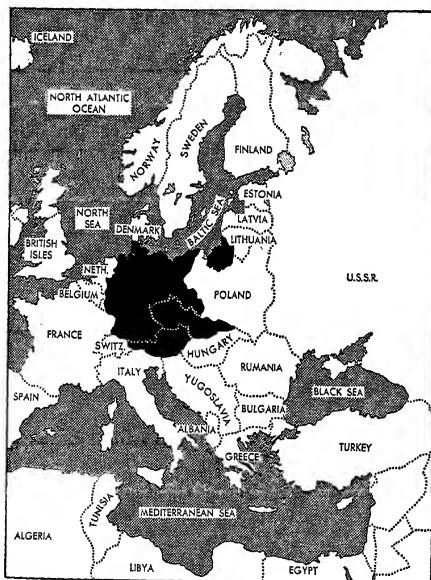 ICELAND
NORTH ATLANTIC
OCEAN
NORWAY
SWEDEN
FINLAND
ESTONIA
NORTH
SEA
BALTIC SEA
LATVIA
DENMARK
LITHUANIA
BRITISH
ISLES
NETH.
U.S.S.R.
POLAND
BELGIUM
FRANCE
SWITZ.
HUNGARY
RUMANIA
ITALY
YUGOSLAVIA
BLACK SEA
SPAIN
BULGARIA
ALBANIA
TURKEY
GREECE
TUNISIA
MEDITERRANEAN SEA
ALGERIA
LIBYA
EGYPT